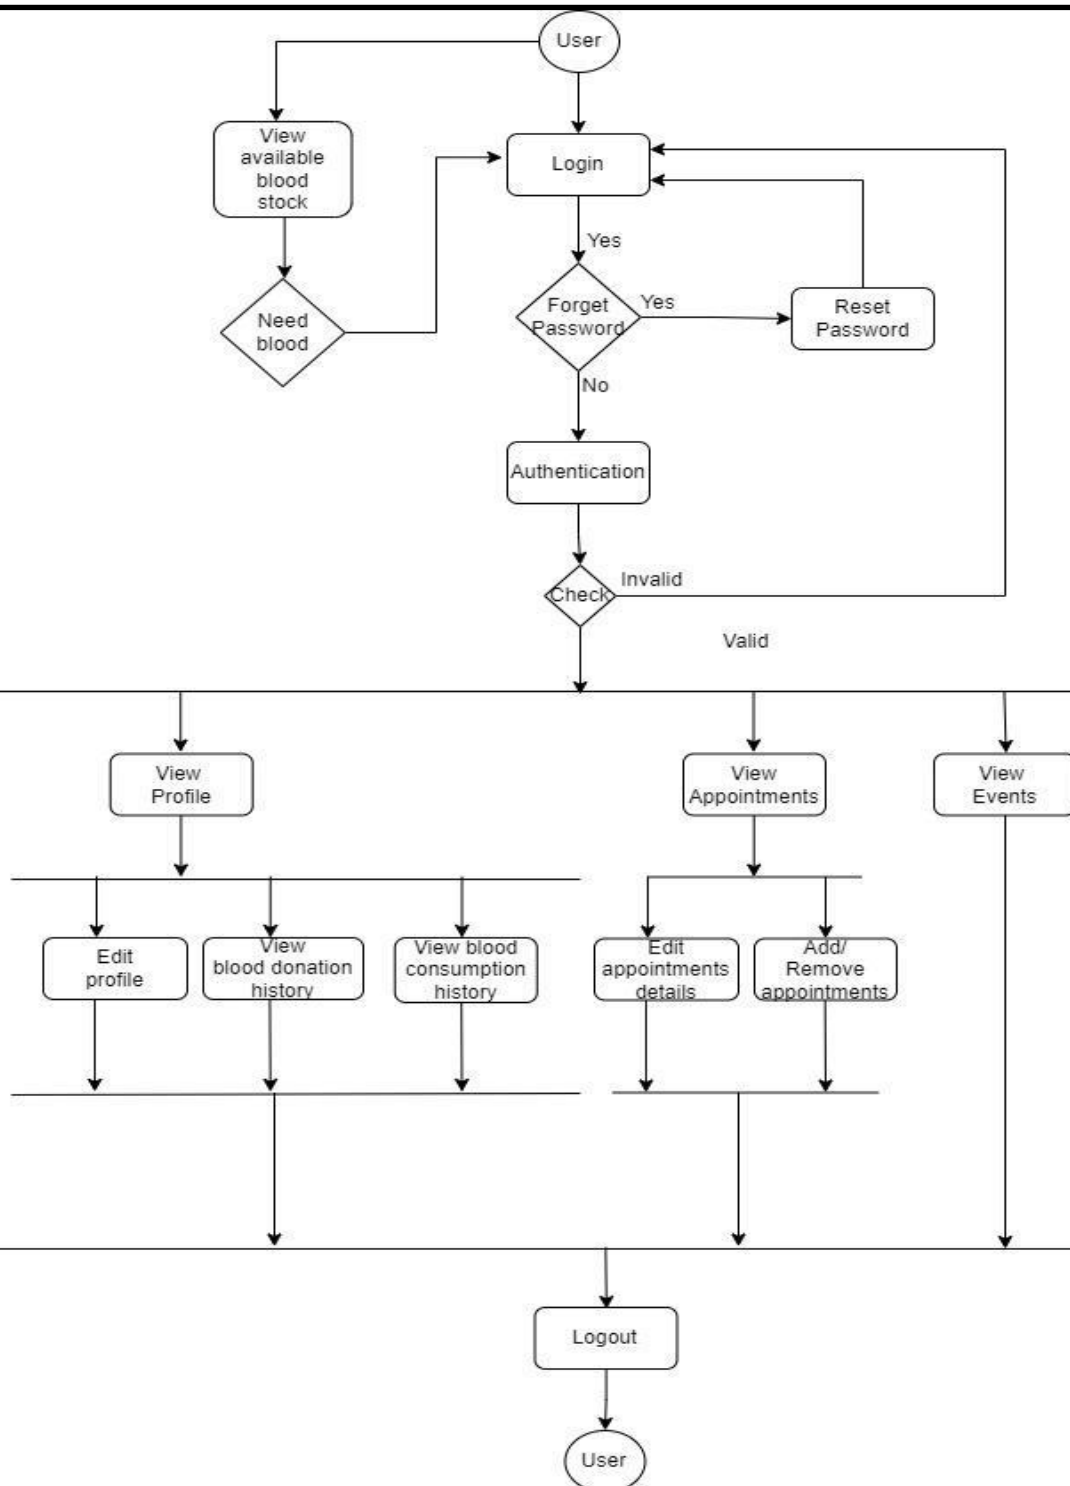 User
View
available
blood
stock
Login
Yes
Need
blood
Forget
Password
Yes
Reset
Password
No
Authentication
Check
Invalid
Valid
View
Profile
View
Appointments
View
Events
Edit
profile
View
blood donation
history
View blood
consumption
history
Edit
appointments
details
Add/
Remove
appointments
Logout
User